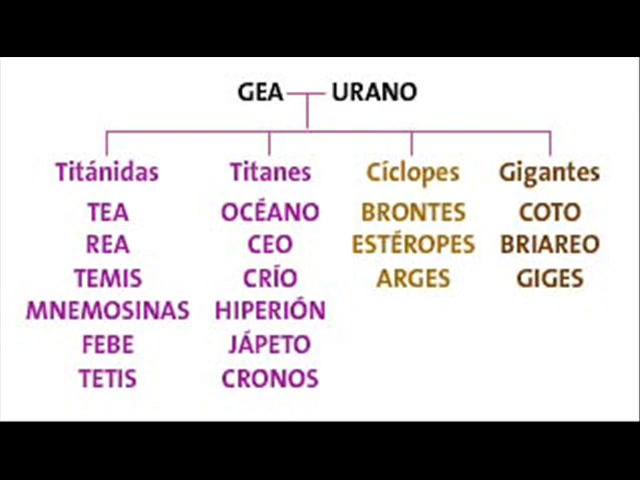 GEA URANO
Titánidas Titanes Cíclopes Gigantes
TEA OCÉANO BRONTES COTO
REA CEO ESTÉROPES BRIAREO
TEMIS CRÍO ARGES GIGES
MNEMOSINAS HIPERIÓN
FEBE JÁPETO
TETIS CRONOS